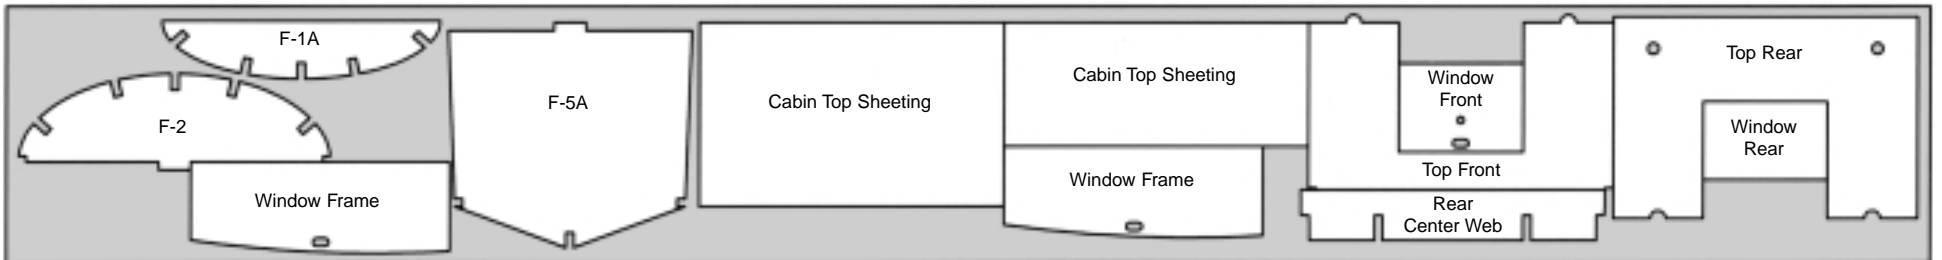 F-1A
F-2
Window Frame
F-5A
Cabin Top Sheeting
Cabin Top Sheeting
Window Frame
Window
Front
Top Front
Rear
Center Web
Top Rear
Window
Rear